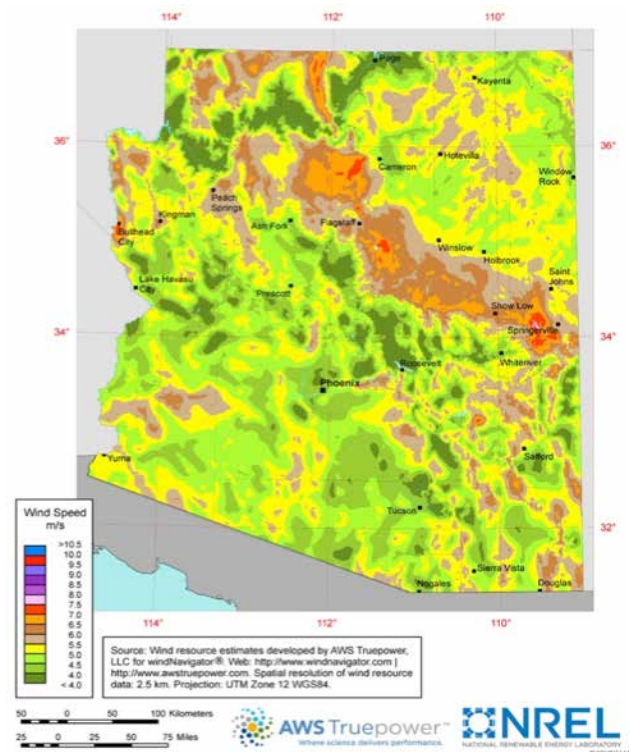 114°
112°
110°
Page
Kayenta
36°
36°
Cameron
Hotevilla
Window
Rock
Peach
Springs
Kingman
Ash Fork
Flagstaff
Bullhead
City
Winslow
Holbrook
Lake Havasu
City
Prescott
Saint
Johns
Show Low
34°
34°
Springerville
Roosevelt
Whiteriver
Phoenix
Yuma
Safford
Tucson
32°
32°
Sierra Vista
Nogales
Douglas
Wind Speed
m/s
>10.5
10.0
9.5
9.0
8.5
8.0
7.5
7.0
6.5
6.0
5.5
5.0
4.5
4.0
< 4.0
114°
112°
110°
Source: Wind resource estimates developed by AWS Truepower,
LLC for windNavigator®. Web: http://www.windnavigator.com |
http://www.awstruepower.com. Spatial resolution of wind resource
data: 2.5 km. Projection: UTM Zone 12 WGS84.
50 0 50 100 Kilometers
25 0 25 50 75 Miles
AWS Truepower™
Where science delivers performance.
NREL
NATIONAL RENEWABLE ENERGY LABORATORY